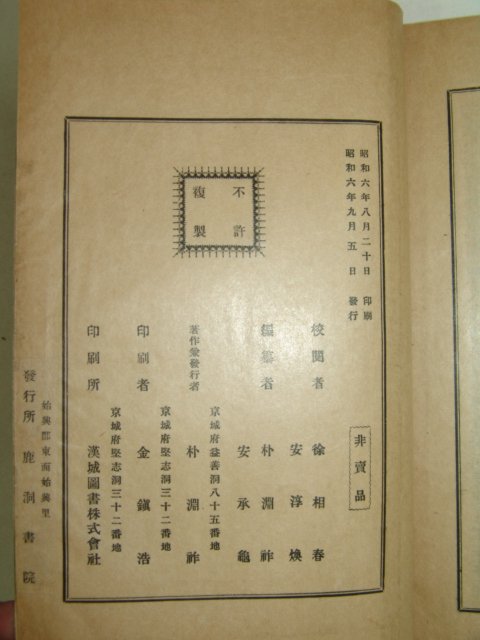 昭和六年八月二十日　印刷
昭和六年九月五日　發行
不許
複製
非賣品
校閱者　徐相春
安淳煥
編纂者　朴淵祚
安承龜
京城府益善洞八十五番地
著作兼發行者　朴淵祚
京城府堅志洞三十二番地
印刷者　金鎭浩
京城府堅志洞三十二番地
印刷所　漢城圖書株式會社
始興郡東面始興里
發行所　鹿洞書院